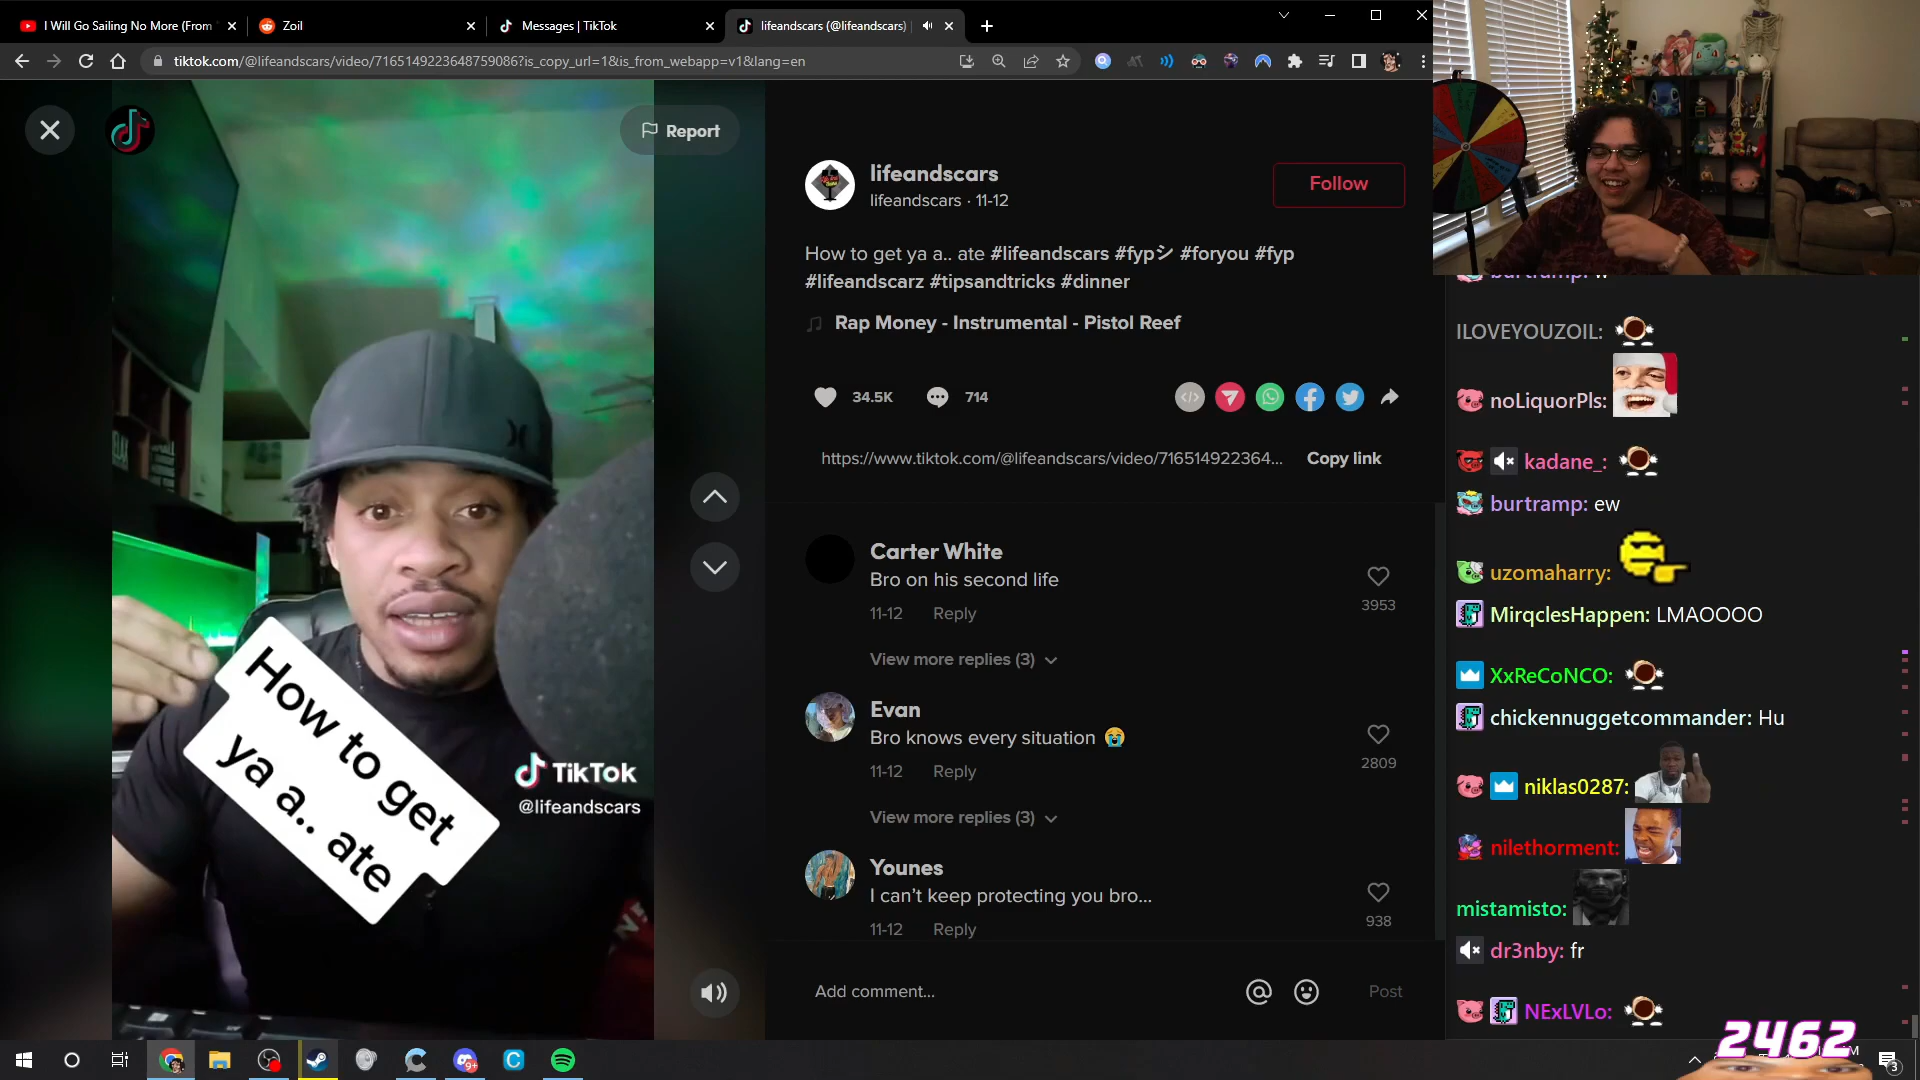 I Will Go Sailing No More (From
Zoil
Messages | TikTok
lifeandscars (@lifeandscars) |
tiktok.com/@lifeandscars/video/7165149223648759086?is_copy_url=1&is_from_webapp=v1&lang=en
Report
How to get
ya a.. ate
TikTok
@lifeandscars
lifeandscars
lifeandscars · 11-12
Follow
How to get ya a.. ate #lifeandscars #fypシ #foryou #fyp
#lifeandscarz #tipsandtricks #dinner
Rap Money - Instrumental - Pistol Reef
34.5K
714
https://www.tiktok.com/@lifeandscars/video/716514922364...
Copy link
Carter White
Bro on his second life
3953
11-12 Reply
View more replies (3)
Evan
Bro knows every situation 😭
2809
11-12 Reply
View more replies (3)
Younes
I can't keep protecting you bro...
938
11-12 Reply
Add comment...
Post
burtramp: w
ILOVEYOUZOIL:
noLiquorPls:
kadane_:
burtramp: ew
uzomaharry:
MirqclesHappen: LMAOOOO
XxReCoNCO:
chickennuggetcommander: Hu
niklas0287:
nilethorment:
mistamisto:
dr3nby: fr
NExLVLo:
2462
9+
3